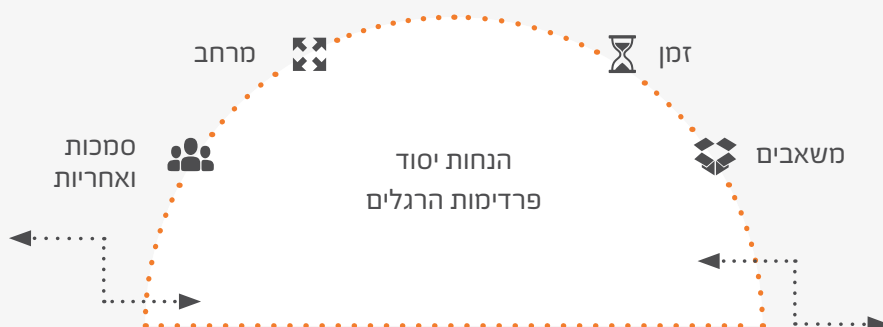 זמן
מרחב
משאבים
סמכות
ואחריות
הנחות יסוד
פרדימות הרגלים